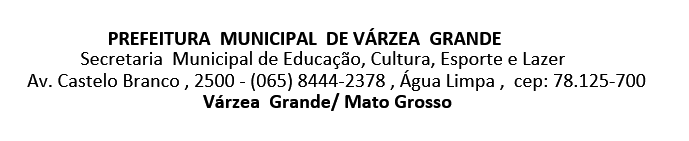 PREFEITURA MUNICIPAL DE VÁRZEA GRANDE
Secretaria Municipal de Educação, Cultura, Esporte e Lazer
Av. Castelo Branco , 2500 - (065) 8444-2378 , Água Limpa , cep: 78.125-700
Várzea Grande/ Mato Grosso